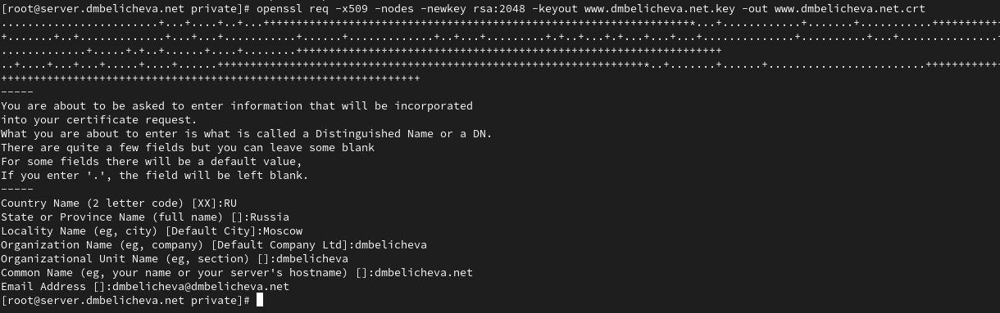 [root@server.dmbelicheva.net private]# openssl req -x509 -nodes -newkey rsa:2048 -keyout www.dmbelicheva.net.key -out www.dmbelicheva.net.crt
-----
You are about to be asked to enter information that will be incorporated
into your certificate request.
What you are about to enter is what is called a Distinguished Name or a DN.
There are quite a few fields but you can leave some blank
For some fields there will be a default value,
If you enter '.', the field will be left blank.
-----
Country Name (2 letter code) [XX]:RU
State or Province Name (full name) []:Russia
Locality Name (eg, city) [Default City]:Moscow
Organization Name (eg, company) [Default Company Ltd]:dmbelicheva
Organizational Unit Name (eg, section) []:dmbelicheva
Common Name (eg, your name or your server's hostname) []:dmbelicheva.net
Email Address []:dmbelicheva@dmbelicheva.net
[root@server.dmbelicheva.net private]#